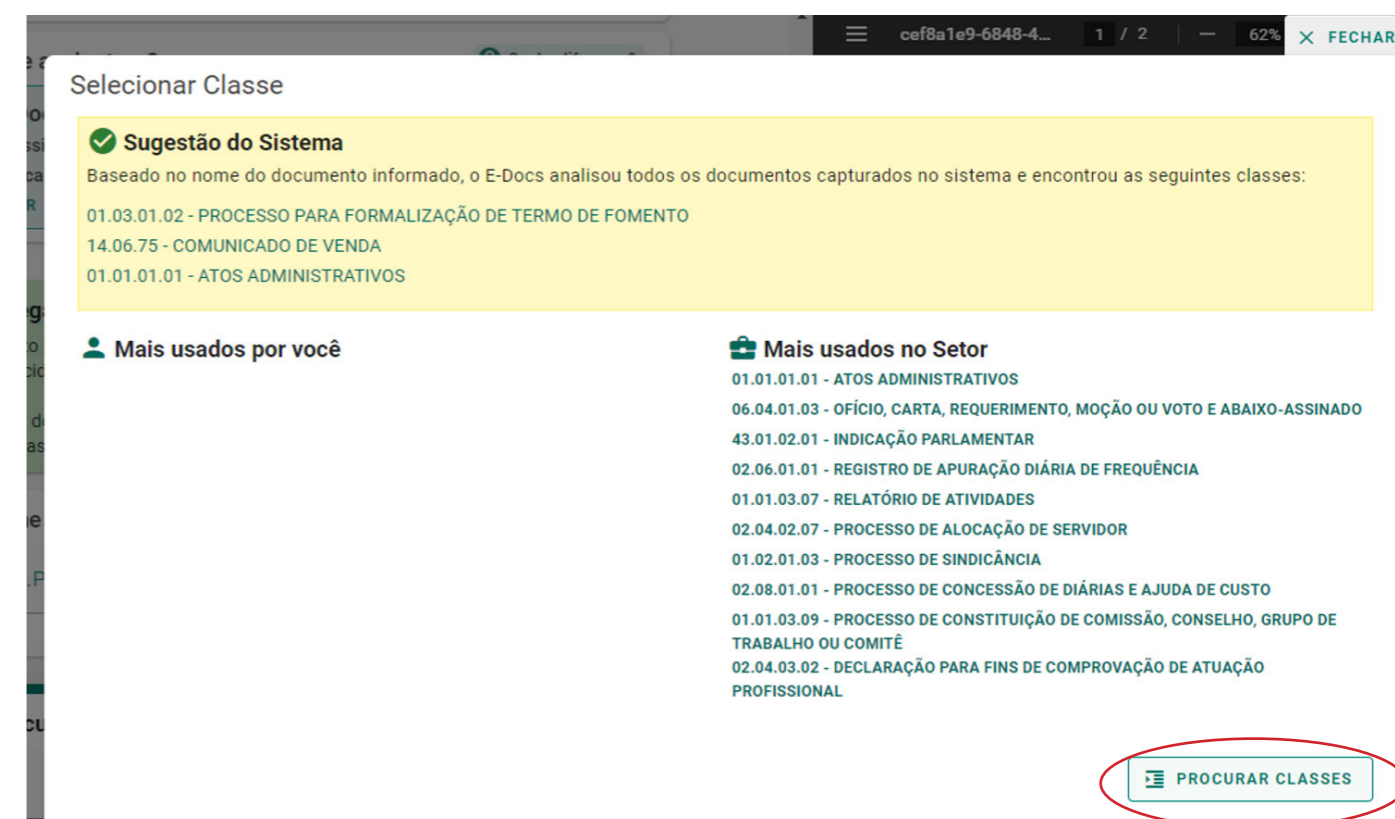 cef8a1e9-6848-4... 1 / 2 — 62% × FECHAR
Selecionar Classe
Sugestão do Sistema
Baseado no nome do documento informado, o E-Docs analisou todos os documentos capturados no sistema e encontrou as seguintes classes:
01.03.01.02 - PROCESSO PARA FORMALIZAÇÃO DE TERMO DE FOMENTO
14.06.75 - COMUNICADO DE VENDA
01.01.01.01 - ATOS ADMINISTRATIVOS
Mais usados por você
Mais usados no Setor
01.01.01.01 - ATOS ADMINISTRATIVOS
06.04.01.03 - OFÍCIO, CARTA, REQUERIMENTO, MOÇÃO OU VOTO E ABAIXO-ASSINADO
43.01.02.01 - INDICAÇÃO PARLAMENTAR
02.06.01.01 - REGISTRO DE APURAÇÃO DIÁRIA DE FREQUÊNCIA
01.01.03.07 - RELATÓRIO DE ATIVIDADES
02.04.02.07 - PROCESSO DE ALOCAÇÃO DE SERVIDOR
01.02.01.03 - PROCESSO DE SINDICÂNCIA
02.08.01.01 - PROCESSO DE CONCESSÃO DE DIÁRIAS E AJUDA DE CUSTO
01.01.03.09 - PROCESSO DE CONSTITUIÇÃO DE COMISSÃO, CONSELHO, GRUPO DE
TRABALHO OU COMITÊ
02.04.03.02 - DECLARAÇÃO PARA FINS DE COMPROVAÇÃO DE ATUAÇÃO
PROFISSIONAL
PROCURAR CLASSES